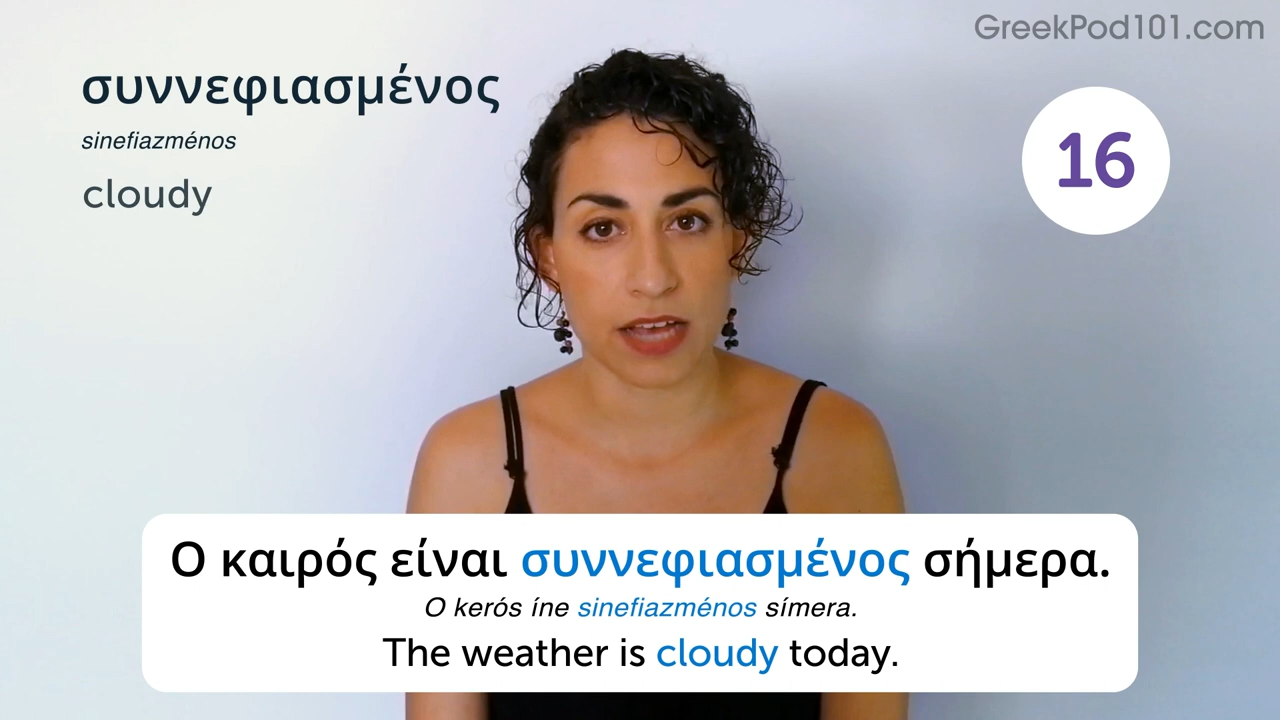 GreekPod101.com
συννεφιασμένος
sinefiazménos
cloudy
16
Ο καιρός είναι συννεφιασμένος σήμερα.
O kerós íne sinefiazménos símera.
The weather is cloudy today.